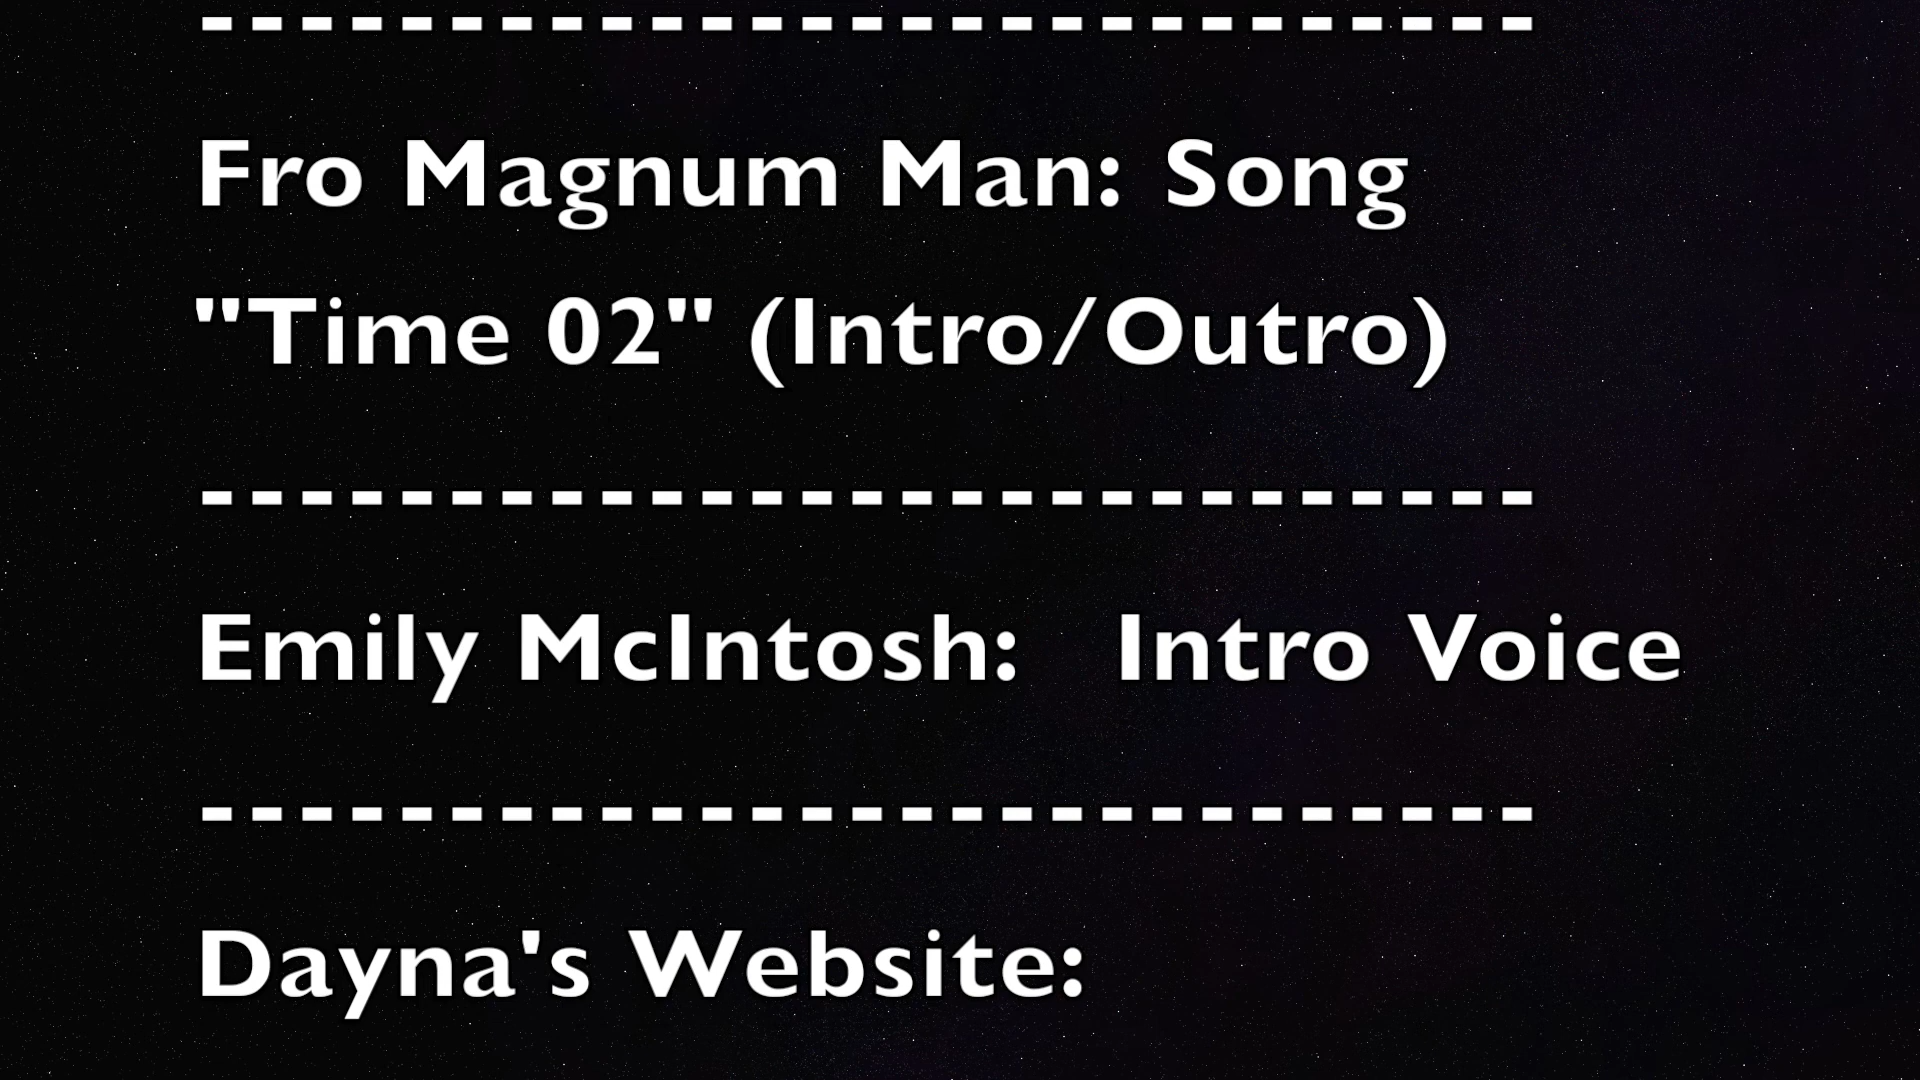 ---------------------------
Fro Magnum Man: Song
"Time 02" (Intro/Outro)
---------------------------
Emily McIntosh:   Intro Voice
---------------------------
Dayna's Website: